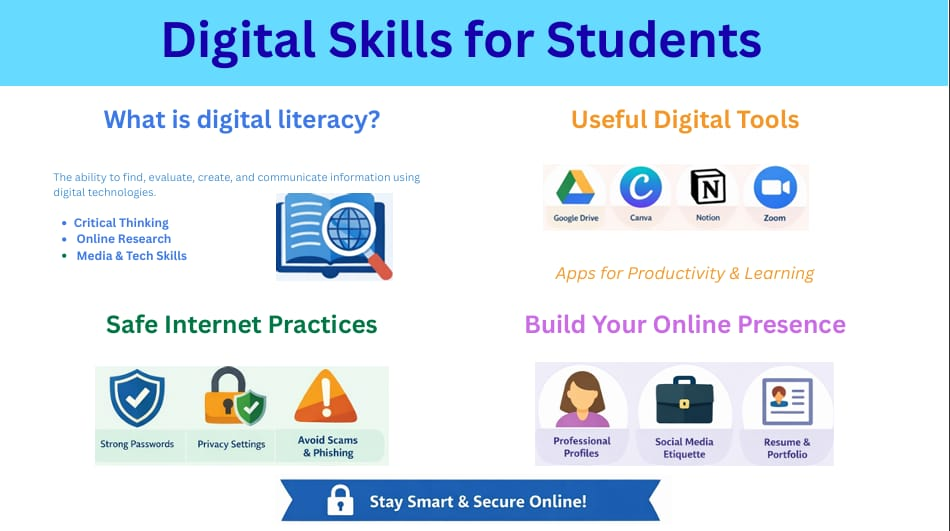 Digital Skills for Students
What is digital literacy?
The ability to find, evaluate, create, and communicate information using
digital technologies.
• Critical Thinking
• Online Research
• Media & Tech Skills
Useful Digital Tools
Google Drive
Canva
Notion
Zoom
Apps for Productivity & Learning
Safe Internet Practices
Strong Passwords
Privacy Settings
Avoid Scams
& Phishing
Build Your Online Presence
Professional
Profiles
Social Media
Etiquette
Resume &
Portfolio
Stay Smart & Secure Online!